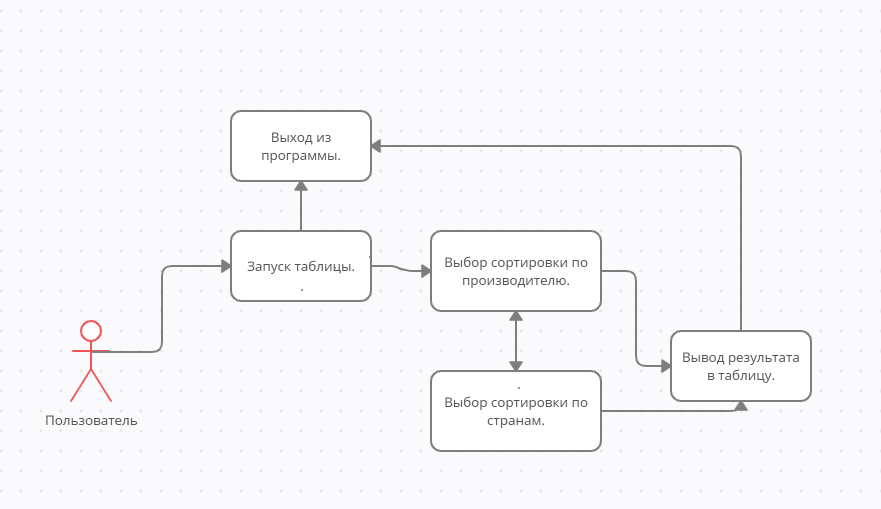 Выход из
программы.
Запуск таблицы.
.
Выбор сортировки по
производителю.
Вывод результата
в таблицу.
.
Выбор сортировки по
странам.
Пользователь